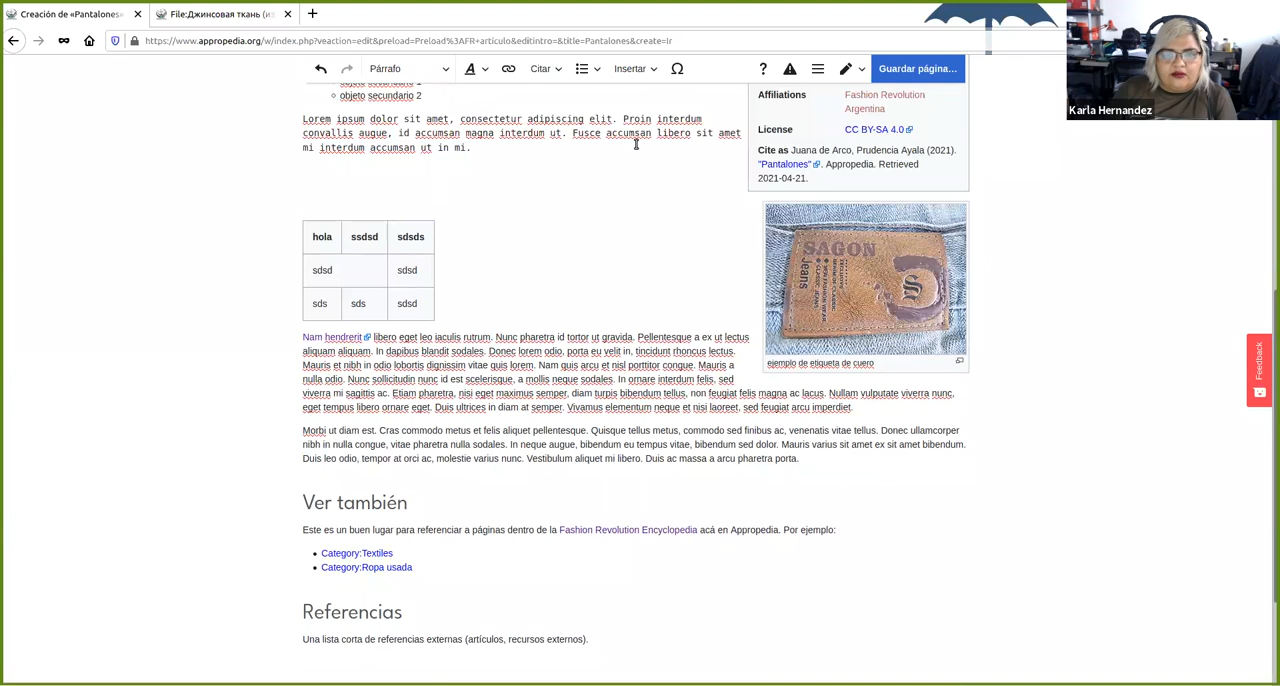 Creación de «Pantalones»
File:Джинсовая ткань (из
https://www.appropedia.org/w/index.php?veaction=edit&preload=Preload%3AFR+articulo&editintro=&title=Pantalones&create=Ir
Párrafo
A
Citar
Insertar
Ω
?
Guardar página…
Karla Hernandez
objeto secundario 1
objeto secundario 2
Lorem ipsum dolor sit amet, consectetur adipiscing elit. Proin interdum
convallis augue, id accumsan magna interdum ut. Fusce accumsan libero sit amet
mi interdum accumsan ut in mi.
Affiliations Fashion Revolution
Argentina
License CC BY-SA 4.0
Cite as Juana de Arco, Prudencia Ayala (2021).
"Pantalones". Appropedia. Retrieved
2021-04-21.
hola ssdsd sdsds
sdsd sdsd
sds sds sdsd
SAGON
Jeans
ejemplo de etiqueta de cuero
Nam hendrerit libero eget leo iaculis rutrum. Nunc pharetra id tortor ut gravida. Pellentesque a ex ut lectus
aliquam aliquam. In dapibus blandit sodales. Donec lorem odio, porta eu velit in, tincidunt rhoncus lectus.
Mauris et nibh in odio lobortis dignissim vitae quis lorem. Nam quis arcu et nisl porttitor congue. Mauris a
nulla odio. Nunc sollicitudin nunc id est scelerisque, a mollis neque sodales. In ornare interdum felis, sed
viverra mi sagittis ac. Etiam pharetra, nisi eget maximus semper, diam turpis bibendum tellus, non feugiat felis magna ac lacus. Nullam vulputate viverra nunc,
eget tempus libero ornare eget. Duis ultrices in diam at semper. Vivamus elementum neque et nisi laoreet, sed feugiat arcu imperdiet.
Morbi ut diam est. Cras commodo metus et felis aliquet pellentesque. Quisque tellus metus, commodo sed finibus ac, venenatis vitae tellus. Donec ullamcorper
nibh in nulla congue, vitae pharetra nulla sodales. In neque augue, bibendum eu tempus vitae, bibendum sed dolor. Mauris varius sit amet ex sit amet bibendum.
Duis leo odio, tempor at orci ac, molestie varius nunc. Vestibulum aliquet mi libero. Duis ac massa a arcu pharetra porta.
Feedback
Ver también
Este es un buen lugar para referenciar a páginas dentro de la Fashion Revolution Encyclopedia acá en Appropedia. Por ejemplo:
Category:Textiles
Category:Ropa usada
Referencias
Una lista corta de referencias externas (artículos, recursos externos).